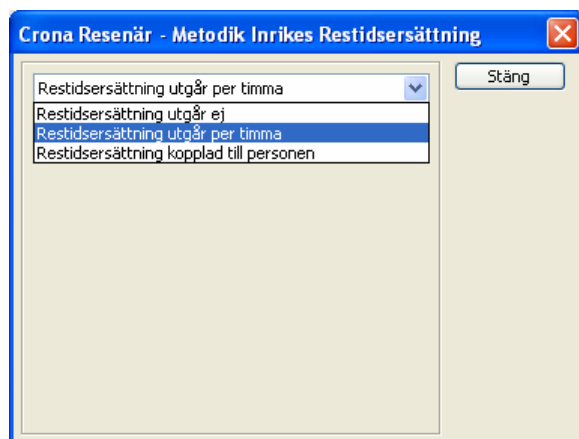 Crona Resenär - Metodik Inrikes Restidsersättning
Restidsersättning utgår per timma
Stäng
Restidsersättning utgår ej
Restidsersättning utgår per timma
Restidsersättning kopplad till personen